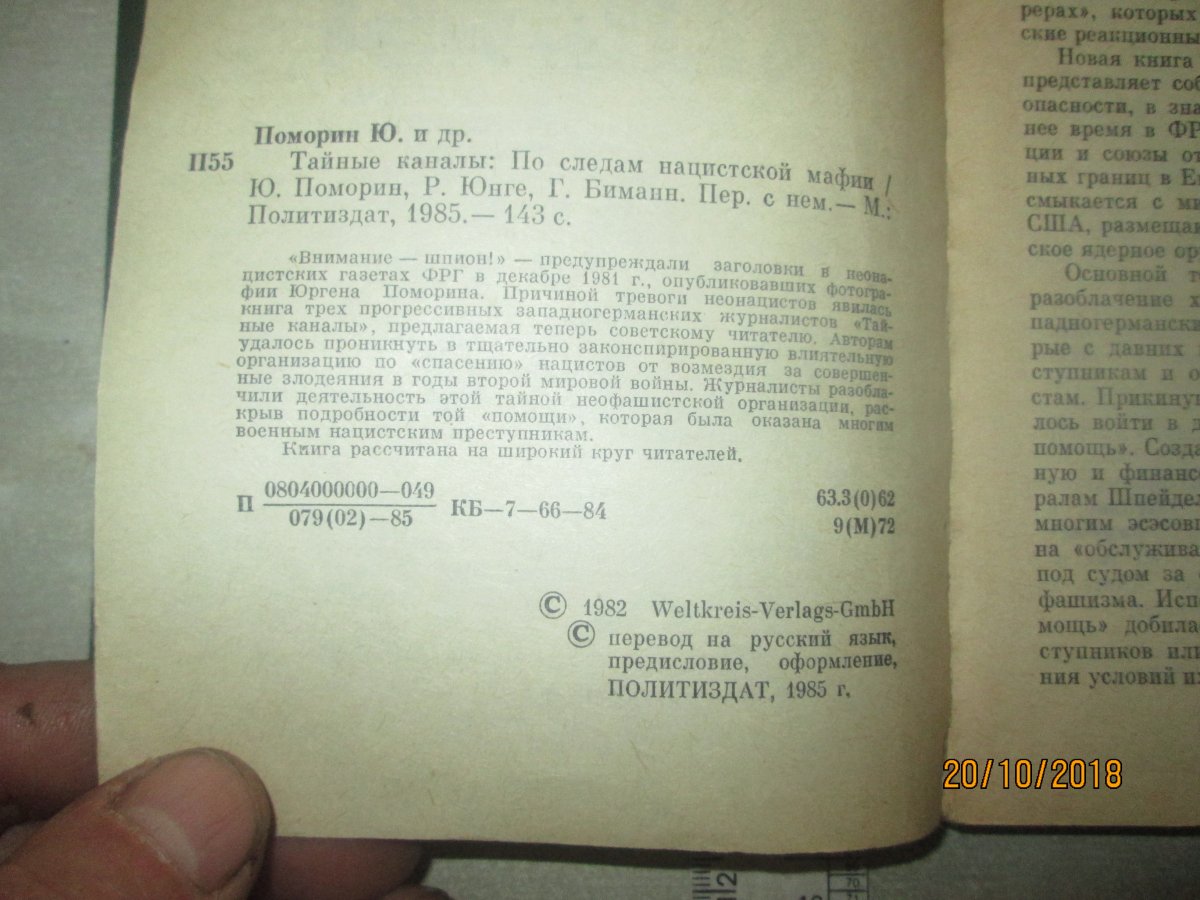 Поморин Ю. и др.
П55 Тайные каналы: По следам нацистской мафии /
Ю. Поморин, Р. Юнге, Г. Биманн. Пер. с нем.— М.:
Политиздат, 1985.— 143 с.
«Внимание — шпион!» — предупреждали заголовки в неона-
цистских газетах ФРГ в декабре 1981 г., опубликовавших фотогра-
фии Юргена Поморина. Причиной тревоги неонацистов явилась
книга трех прогрессивных западногерманских журналистов «Тай-
ные каналы», предлагаемая теперь советскому читателю. Авторам
удалось проникнуть в тщательно законспирированную влиятельную
организацию по «спасению» нацистов от возмездия за совершен-
ные злодеяния в годы второй мировой войны. Журналисты разобла-
чили деятельность этой тайной неофашистской организации, рас-
крыв подробности той «помощи», которая была оказана многим
военным нацистским преступникам.
Книга рассчитана на широкий круг читателей.
П 0804000000—049
079(02)—85
КБ—7—66—84
63.3(0)62
9(М)72
© 1982 Weltkreis-Verlags-GmbH
© перевод на русский язык,
предисловие, оформление,
ПОЛИТИЗДАТ, 1985 г.
рерах», которых
ские реакционны
Новая книга
представляет соб
опасности, в зна
нее время в ФР
ции и союзы от
ных границ в Ев
смыкается с ми
США, размещаю
ское ядерное ор
Основной т
разоблачение х
падногерманск
рые с давних
ступникам и о
стам. Прикинув
лось войти в д
помощь». Созда
ную и финанс
ралам Шпейдел
многим эсэсов
на «обслужива
под судом за
фашизма. Исп
мощь» добила
ступников или
ния условий их
20/10/2018
70
71